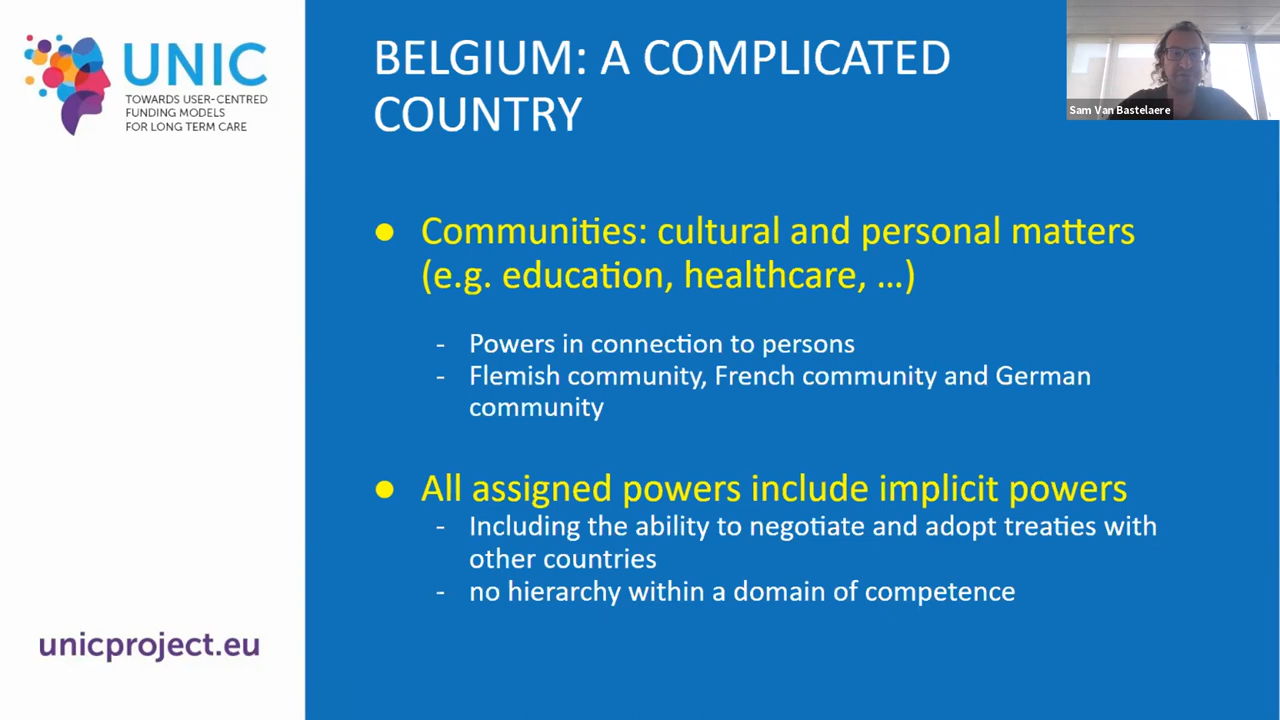 UNIC
TOWARDS USER-CENTRED
FUNDING MODELS
FOR LONG TERM CARE
BELGIUM: A COMPLICATED
COUNTRY
Sam Van Bastelaere
● Communities: cultural and personal matters
(e.g. education, healthcare, ...)
- Powers in connection to persons
- Flemish community, French community and German
community
● All assigned powers include implicit powers
- Including the ability to negotiate and adopt treaties with
other countries
- no hierarchy within a domain of competence
unicproject.eu